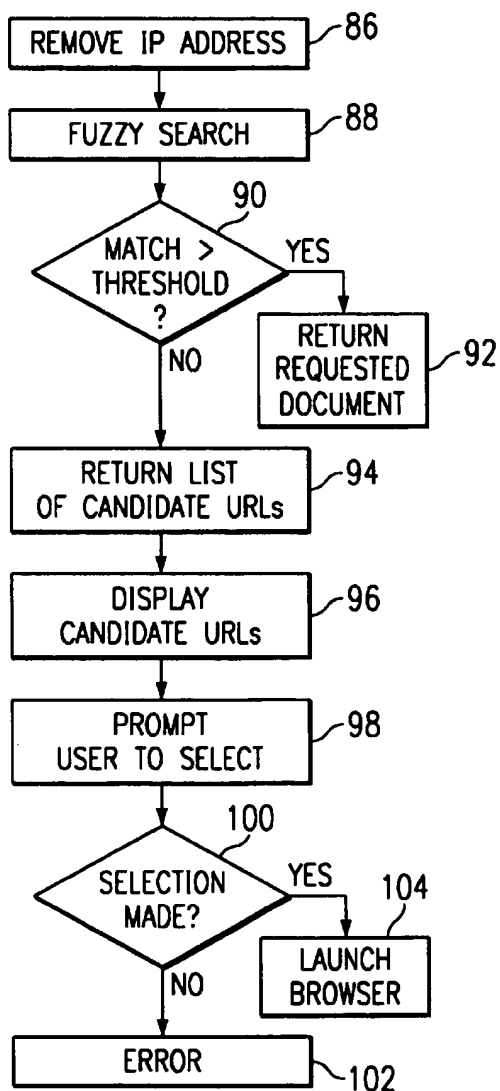 REMOVE IP ADDRESS
86
FUZZY SEARCH
88
90
MATCH >
THRESHOLD
?
YES
NO
RETURN
REQUESTED
DOCUMENT
92
RETURN LIST
OF CANDIDATE URLs
94
DISPLAY
CANDIDATE URLs
96
PROMPT
USER TO SELECT
98
100
SELECTION
MADE?
YES
NO
104
LAUNCH
BROWSER
ERROR
102